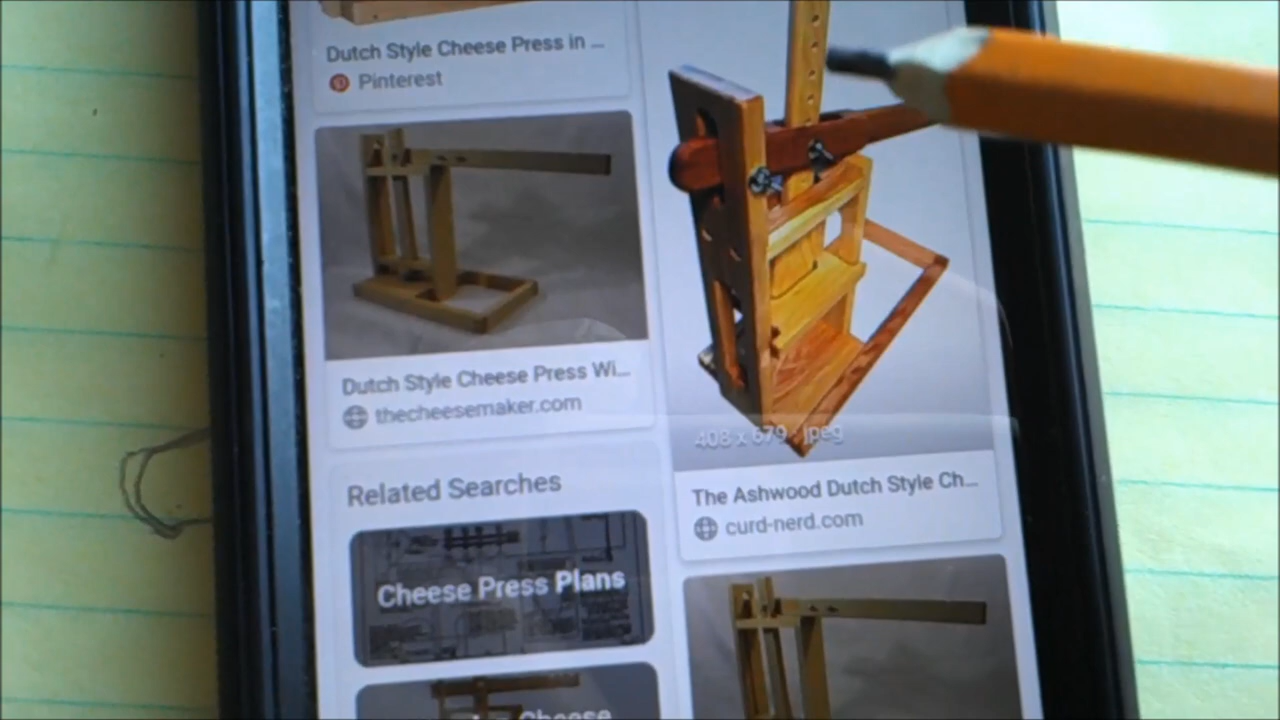 Dutch Style Cheese Press in ...
Pinterest
Dutch Style Cheese Press Wi...
thecheesemaker.com
Related Searches
Cheese Press Plans
Cheese
408 x 679 · jpeg
The Ashwood Dutch Style Ch...
curd-nerd.com